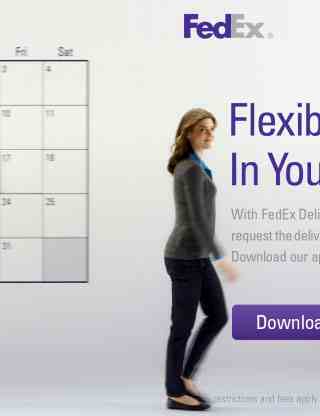 FedEx®
Fri Sat
3 4
10 11
17 18
24 25
31
Flexib
In You
With FedEx Deli
request the deliv
Download our ap
Downloa
restrictions and fees apply